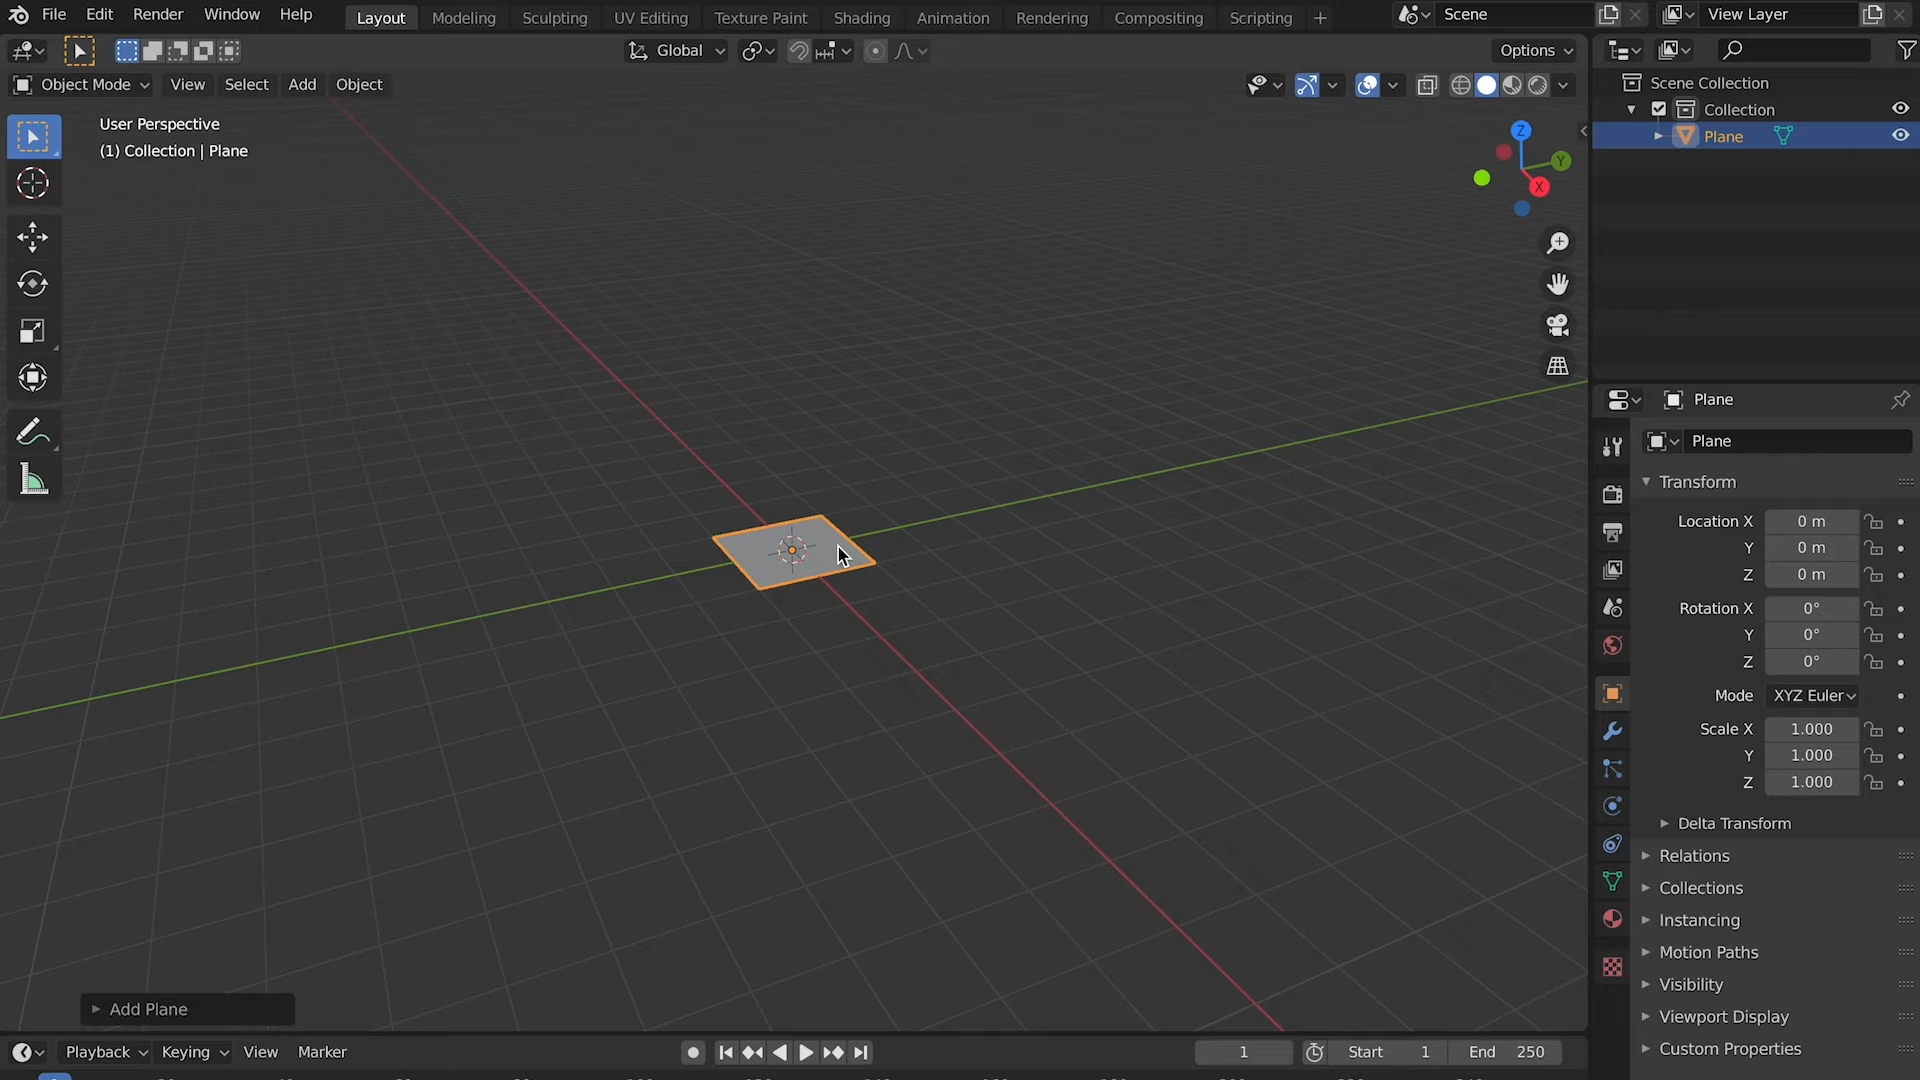 File Edit Render Window Help Layout Modeling Sculpting UV Editing Texture Paint Shading Animation Rendering Compositing Scripting + Scene View Layer
Global Options
Object Mode View Select Add Object
User Perspective
(1) Collection | Plane
Z
Y
X
Scene Collection
Collection
Plane
Plane
Plane
Transform
Location X 0 m
Y 0 m
Z 0 m
Rotation X 0°
Y 0°
Z 0°
Mode XYZ Euler
Scale X 1.000
Y 1.000
Z 1.000
Delta Transform
Relations
Collections
Instancing
Motion Paths
Visibility
Viewport Display
Custom Properties
Add Plane
Playback Keying View Marker 1 Start 1 End 250